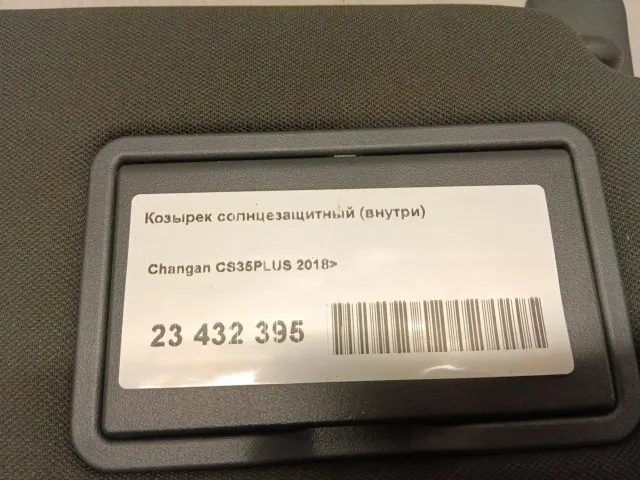 Козырек солнцезащитный (внутри)
Changan CS35PLUS 2018>
23 432 395